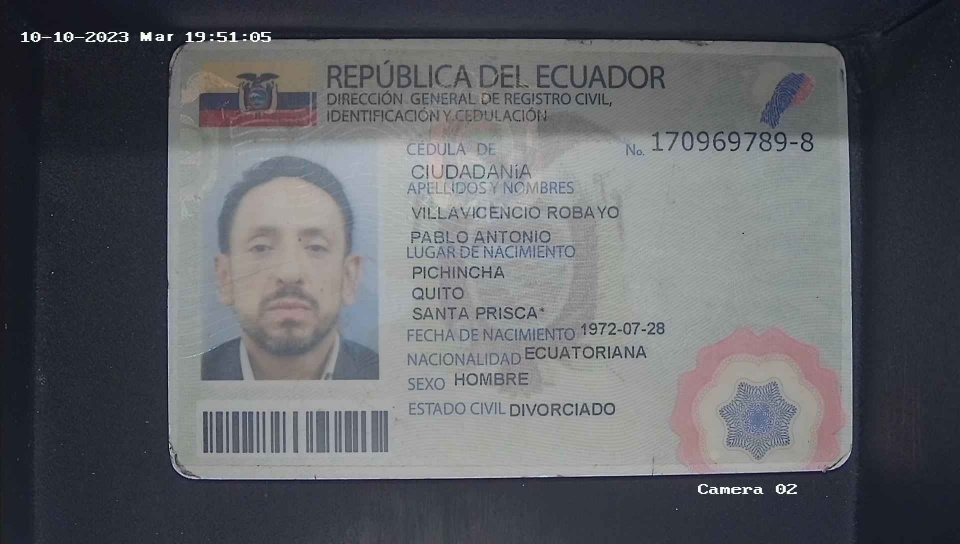 10-10-2023 Mar 19:51:05
REPÚBLICA DEL ECUADOR
DIRECCIÓN GENERAL DE REGISTRO CIVIL,
IDENTIFICACIÓN Y CEDULACIÓN
CÉDULA DE No. 170969789-8
CIUDADANíA
APELLIDOS Y NOMBRES
VILLAVICENCIO ROBAYO
PABLO ANTONIO
LUGAR DE NACIMIENTO
PICHINCHA
QUITO
SANTA PRISCA*
FECHA DE NACIMIENTO 1972-07-28
NACIONALIDAD ECUATORIANA
SEXO HOMBRE
ESTADO CIVIL DIVORCIADO
Camera 02